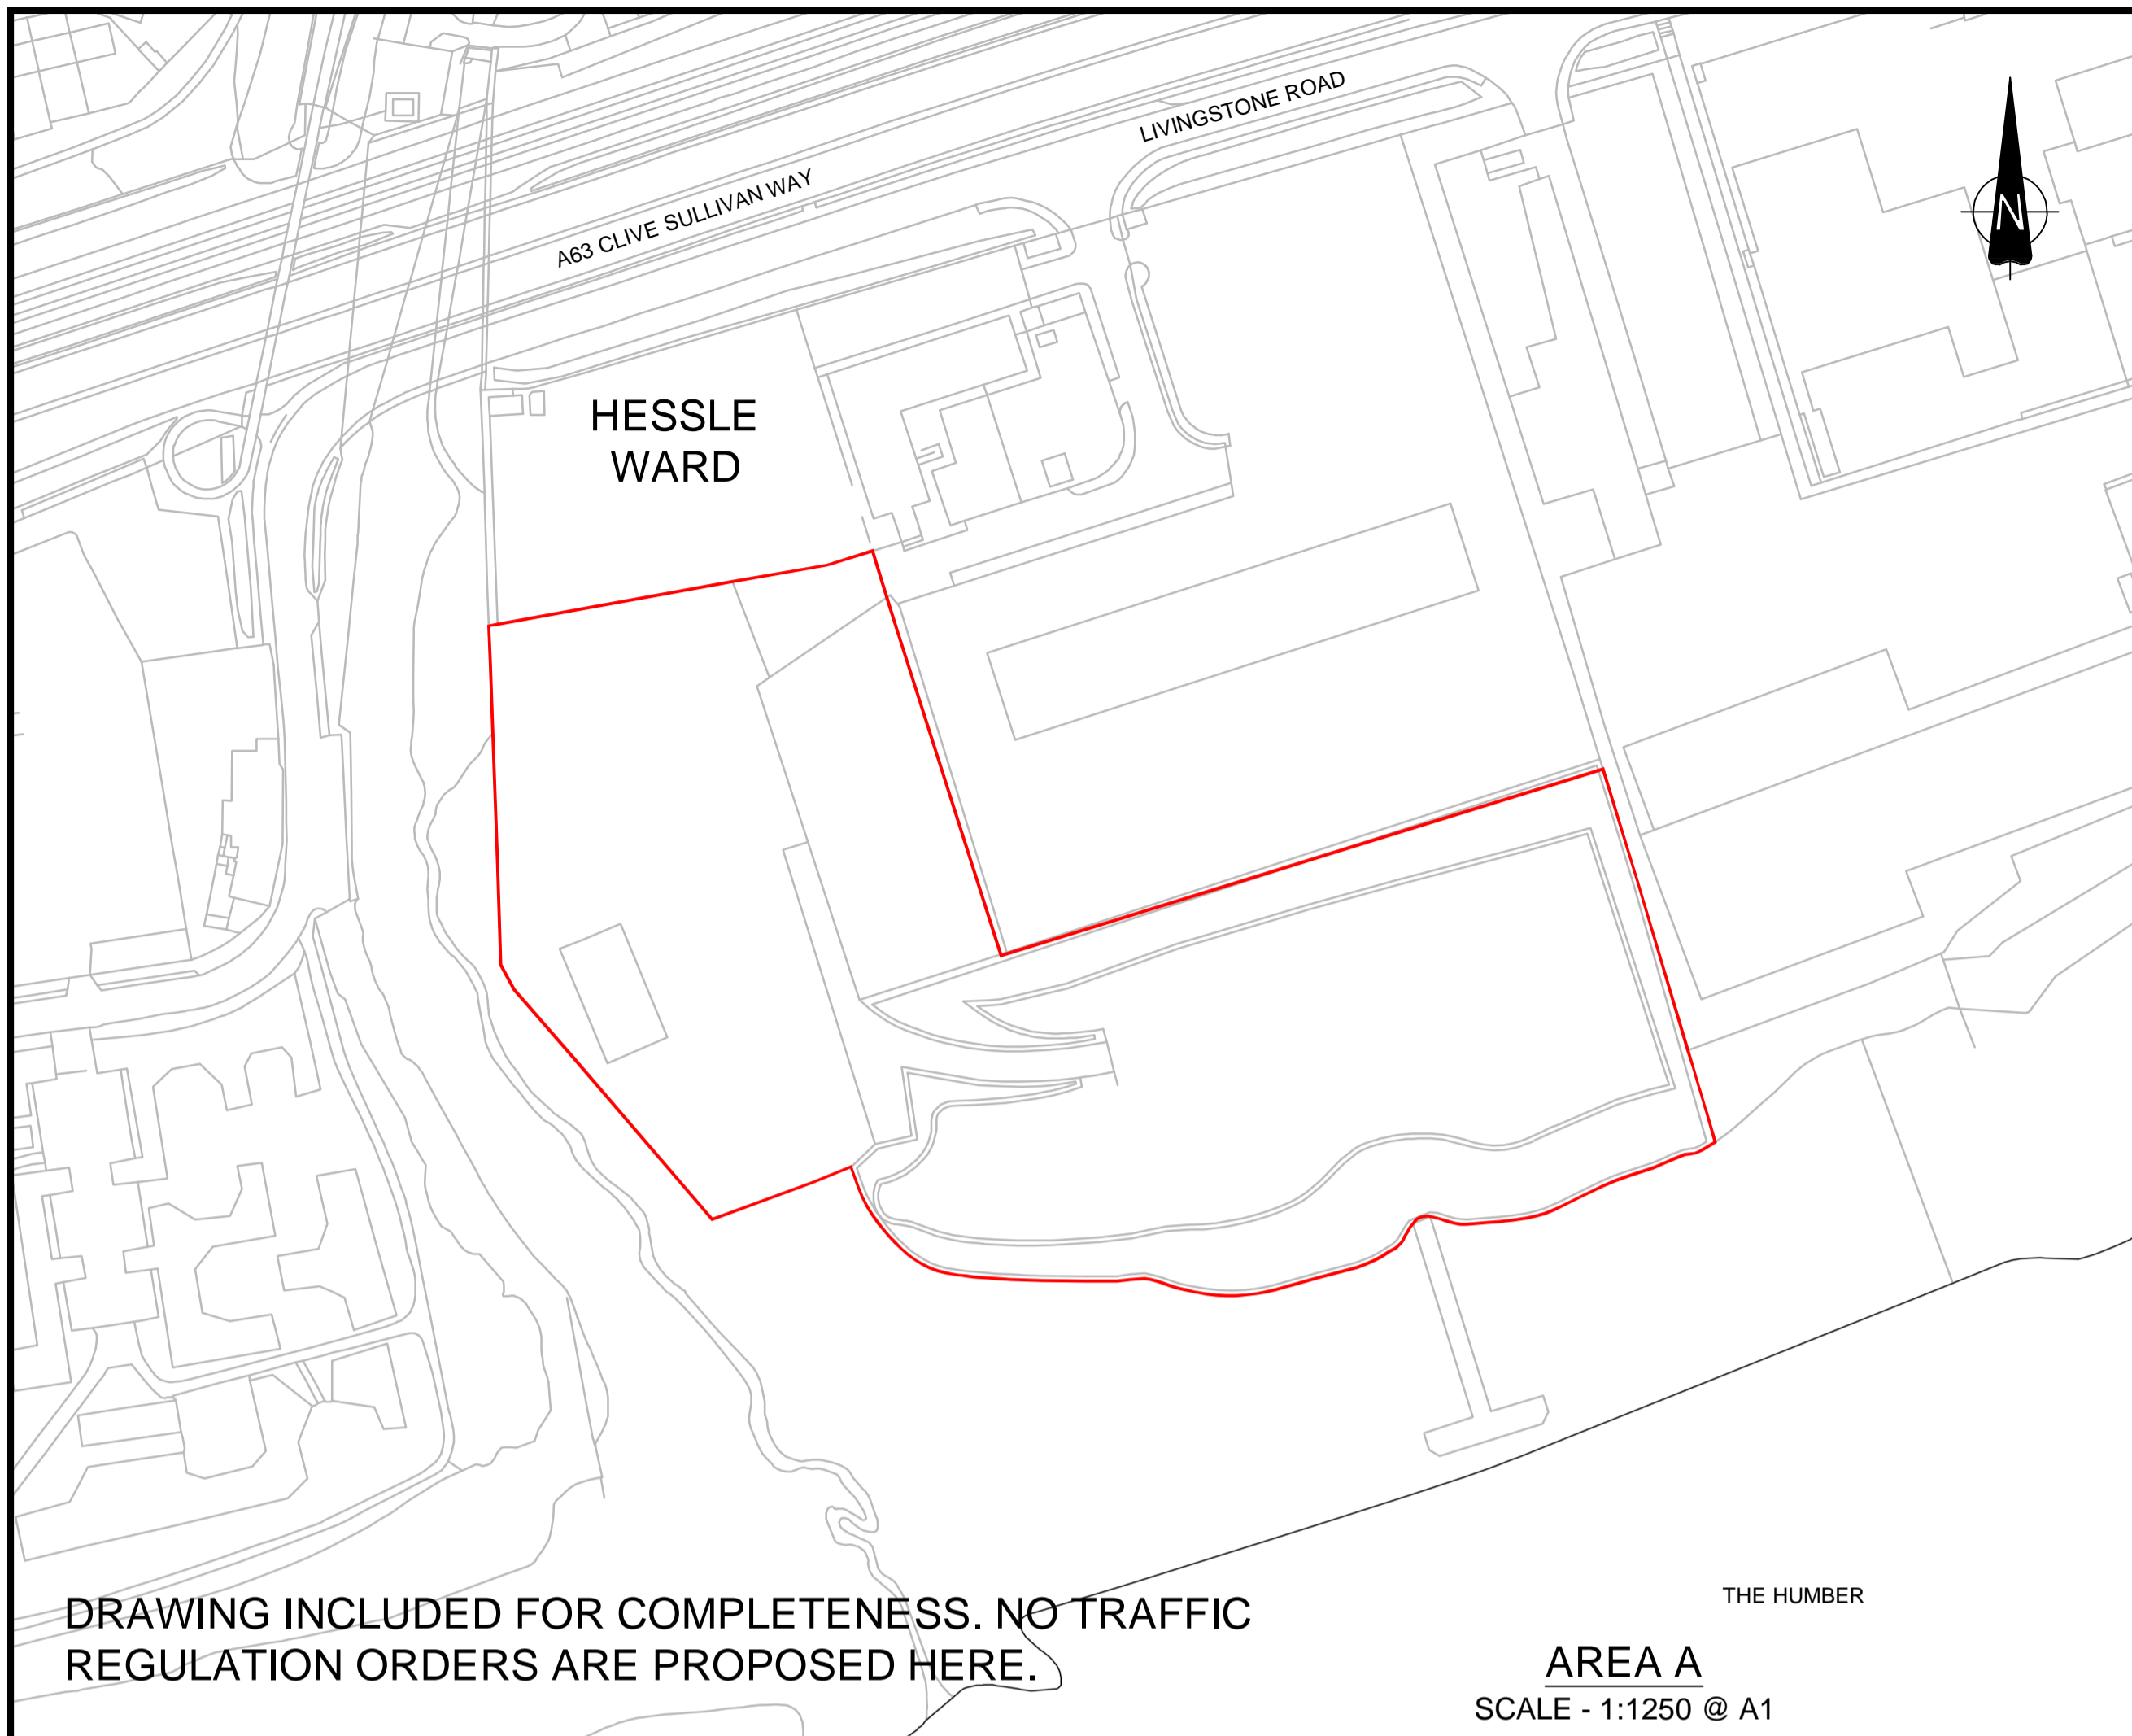 LIVINGSTONE ROAD
A63 CLIVE SULLIVAN WAY
N
HESSLE
WARD
THE HUMBER
DRAWING INCLUDED FOR COMPLETENESS. NO TRAFFIC
REGULATION ORDERS ARE PROPOSED HERE.
AREA A
SCALE - 1:1250 @ A1